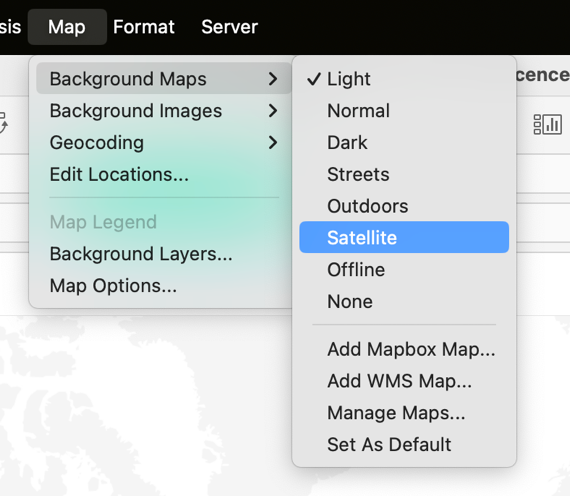 sis Map Format Server
Background Maps
Background Images
Geocoding
Edit Locations...
Map Legend
Background Layers...
Map Options...
Light
Normal
Dark
Streets
Outdoors
Satellite
Offline
None
Add Mapbox Map...
Add WMS Map...
Manage Maps...
Set As Default
cence